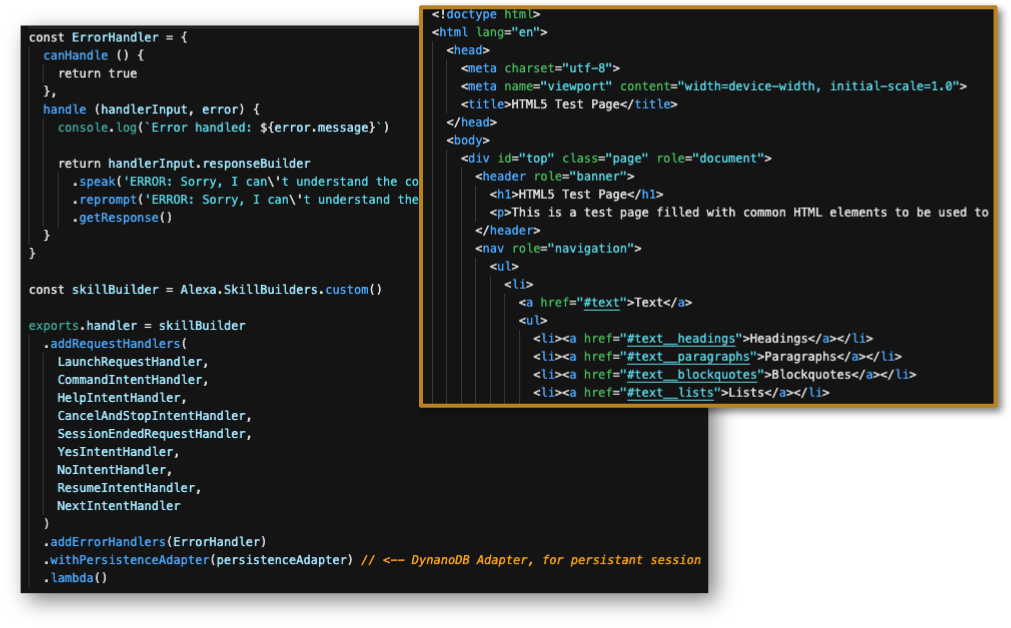 const ErrorHandler = {
canHandle () {
return true
},
handle (handlerInput, error) {
console.log(`Error handled: ${error.message}`)
return handlerInput.responseBuilder
.speak('ERROR: Sorry, I can\'t understand the co
.reprompt('ERROR: Sorry, I can\'t understand the
.getResponse()
}
}
const skillBuilder = Alexa.SkillBuilders.custom()
exports.handler = skillBuilder
.addRequestHandlers(
LaunchRequestHandler,
CommandIntentHandler,
HelpIntentHandler,
CancelAndStopIntentHandler,
SessionEndedRequestHandler,
YesIntentHandler,
NoIntentHandler,
ResumeIntentHandler,
NextIntentHandler
)
.addErrorHandlers(ErrorHandler)
.withPersistenceAdapter(persistenceAdapter) // <-- DynanoDB Adapter, for persistant session
.lambda()
<!doctype html>
<html lang="en">
<head>
<meta charset="utf-8">
<meta name="viewport" content="width=device-width, initial-scale=1.0">
<title>HTML5 Test Page</title>
</head>
<body>
<div id="top" class="page" role="document">
<header role="banner">
<h1>HTML5 Test Page</h1>
<p>This is a test page filled with common HTML elements to be used to
</header>
<nav role="navigation">
<ul>
<li>
<a href="#text">Text</a>
<ul>
<li><a href="#text__headings">Headings</a></li>
<li><a href="#text__paragraphs">Paragraphs</a></li>
<li><a href="#text__blockquotes">Blockquotes</a></li>
<li><a href="#text__lists">Lists</a></li>